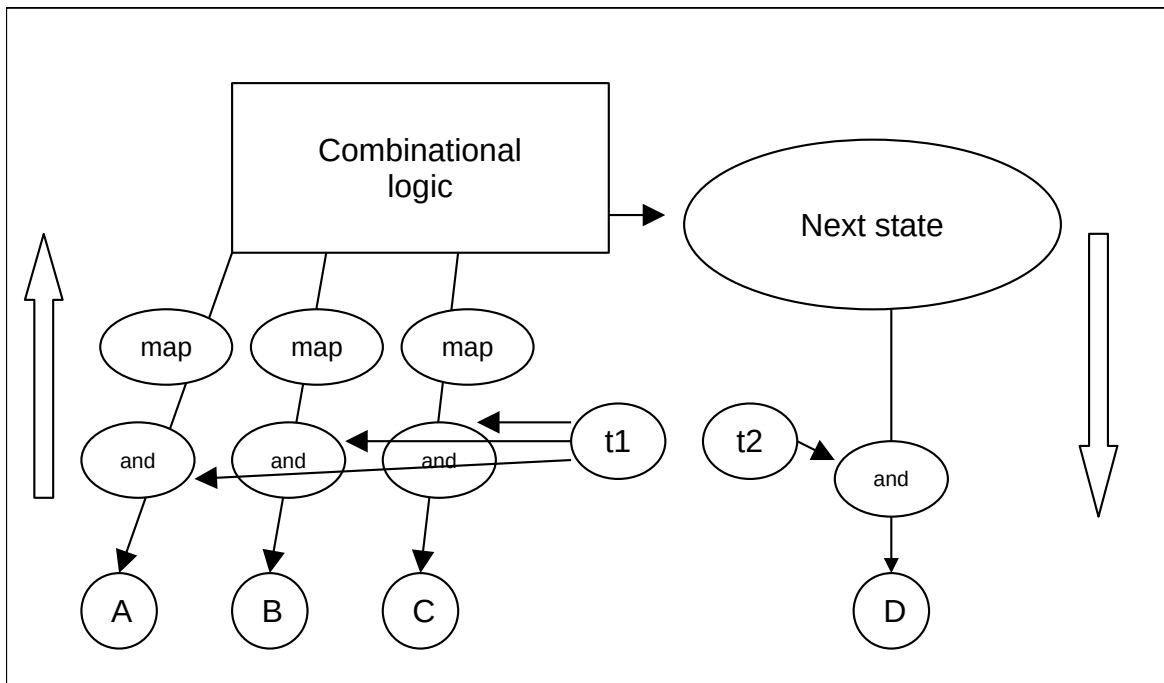 Combinational
logic
Next state
map
map
map
and
and
and
t1
t2
and
A
B
C
D